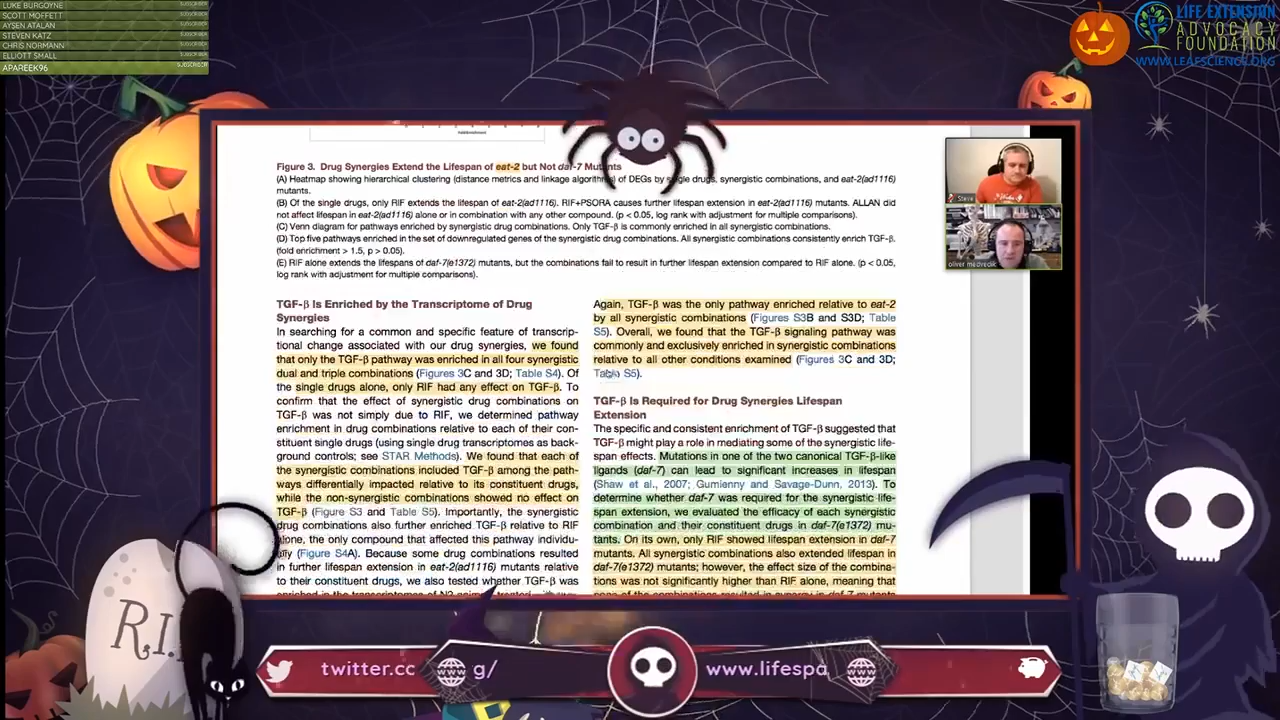 LUKE BURGOYNE SUBSCRIBER
SCOTT MOFFETT SUBSCRIBER
AYSEN ATALAN SUBSCRIBER
STEVEN KATZ SUBSCRIBER
CHRIS NORMANN SUBSCRIBER
ELLIOTT SMALL SUBSCRIBER
APAREEK96 SUBSCRIBER
LIFE EXTENSION
ADVOCACY
FOUNDATION
WWW.LEAFSCIENCE.ORG
Figure 3. Drug Synergies Extend the Lifespan of eat-2 but Not daf-7 Mutants
(A) Heatmap showing hierarchical clustering (distance metrics and linkage algorithms) of DEGs by single drugs, synergistic combinations, and eat-2(ad1116)
mutants.
(B) Of the single drugs, only RIF extends the lifespan of eat-2(ad1116). RIF+PSORA causes further lifespan extension in eat-2(ad1116) mutants. ALLAN did
not affect lifespan in eat-2(ad1116) alone or in combination with any other compound. (p < 0.05, log rank with adjustment for multiple comparisons).
(C) Venn diagram for pathways enriched by synergistic drug combinations. Only TGF-β is commonly enriched in all synergistic combinations.
(D) Top five pathways enriched in the set of downregulated genes of the synergistic drug combinations. All synergistic combinations consistently enrich TGF-β.
(fold enrichment > 1.5, p > 0.05).
(E) RIF alone extends the lifespans of daf-7(e1372) mutants, but the combinations fail to result in further lifespan extension compared to RIF alone. (p < 0.05,
log rank with adjustment for multiple comparisons).
TGF-β Is Enriched by the Transcriptome of Drug
Synergies
In searching for a common and specific feature of transcrip-
tional change associated with our drug synergies, we found
that only the TGF-β pathway was enriched in all four synergistic
dual and triple combinations (Figures 3C and 3D; Table S4). Of
the single drugs alone, only RIF had any effect on TGF-β. To
confirm that the effect of synergistic drug combinations on
TGF-β was not simply due to RIF, we determined pathway
enrichment in drug combinations relative to each of their con-
stituent single drugs (using single drug transcriptomes as back-
ground controls; see STAR Methods). We found that each of
the synergistic combinations included TGF-β among the path-
ways differentially impacted relative to its constituent drugs,
while the non-synergistic combinations showed no effect on
TGF-β (Figure S3 and Table S5). Importantly, the synergistic
drug combinations also further enriched TGF-β relative to RIF
alone, the only compound that affected this pathway individu-
ally (Figure S4A). Because some drug combinations resulted
in further lifespan extension in eat-2(ad1116) mutants relative
to their constituent drugs, we also tested whether TGF-β was
Again, TGF-β was the only pathway enriched relative to eat-2
by all synergistic combinations (Figures S3B and S3D; Table
S5). Overall, we found that the TGF-β signaling pathway was
commonly and exclusively enriched in synergistic combinations
relative to all other conditions examined (Figures 3C and 3D;
Table S5).
TGF-β Is Required for Drug Synergies Lifespan
Extension
The specific and consistent enrichment of TGF-β suggested that
TGF-β might play a role in mediating some of the synergistic life-
span effects. Mutations in one of the two canonical TGF-β-like
ligands (daf-7) can lead to significant increases in lifespan
(Shaw et al., 2007; Gumienny and Savage-Dunn, 2013). To
determine whether daf-7 was required for the synergistic life-
span extension, we evaluated the efficacy of each synergistic
combination and their constituent drugs in daf-7(e1372) mu-
tants. On its own, only RIF showed lifespan extension in daf-7
mutants. All synergistic combinations also extended lifespan in
daf-7(e1372) mutants; however, the effect size of the combina-
tions was not significantly higher than RIF alone, meaning that
none of the combinations resulted in synergy in daf-7 mutants
Steve
oliver medvedik
R.I.
twitter.cc
g/
www.lifespa